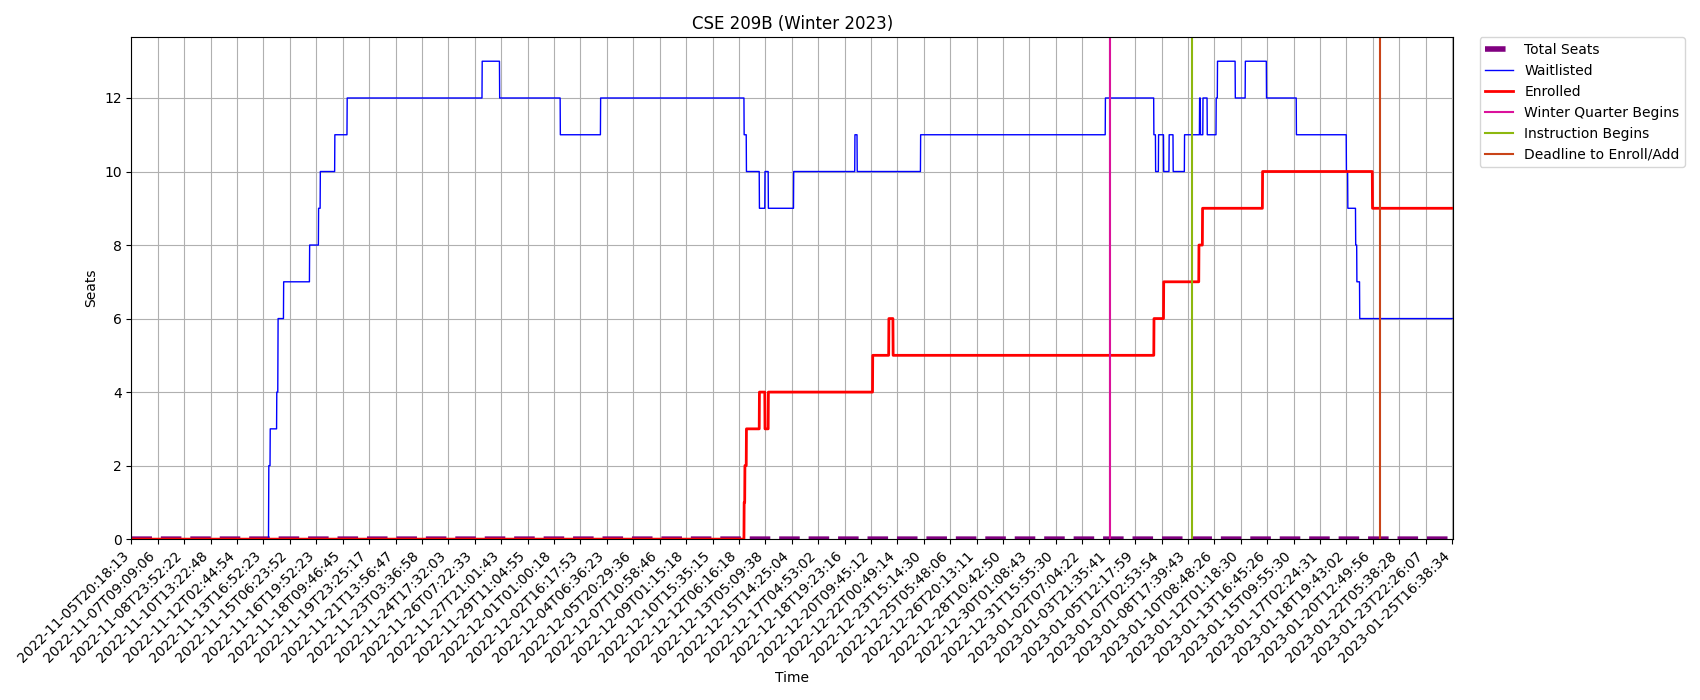 CSE 209B (Winter 2023)
Total Seats
Waitlisted
Enrolled
Winter Quarter Begins
Instruction Begins
Deadline to Enroll/Add
Seats
12
10
8
6
4
2
0
2022-11-05T20:18:13
2022-11-07T09:09:06
2022-11-08T23:52:22
2022-11-10T13:22:48
2022-11-12T02:44:54
2022-11-13T16:52:23
2022-11-15T06:23:52
2022-11-16T19:52:23
2022-11-18T09:46:45
2022-11-19T23:25:17
2022-11-21T13:56:47
2022-11-23T03:36:58
2022-11-24T17:32:03
2022-11-26T07:22:33
2022-11-27T21:01:43
2022-11-29T11:04:55
2022-12-01T01:00:18
2022-12-02T16:17:53
2022-12-04T06:36:23
2022-12-05T20:29:36
2022-12-07T10:58:46
2022-12-09T01:15:18
2022-12-10T15:35:15
2022-12-12T06:16:18
2022-12-13T05:09:38
2022-12-15T14:25:04
2022-12-17T04:53:02
2022-12-18T19:23:16
2022-12-20T09:45:12
2022-12-22T00:49:14
2022-12-23T15:14:30
2022-12-25T05:48:06
2022-12-26T20:13:11
2022-12-28T10:42:50
2022-12-30T01:08:43
2022-12-31T15:55:30
2023-01-02T07:04:22
2023-01-03T21:35:41
2023-01-05T12:17:59
2023-01-07T02:53:54
2023-01-08T17:39:43
2023-01-10T08:48:26
2023-01-12T01:18:30
2023-01-13T16:45:26
2023-01-15T09:55:30
2023-01-17T02:24:31
2023-01-18T19:43:02
2023-01-20T12:49:56
2023-01-22T05:38:28
2023-01-23T22:26:07
2023-01-25T16:38:34
Time